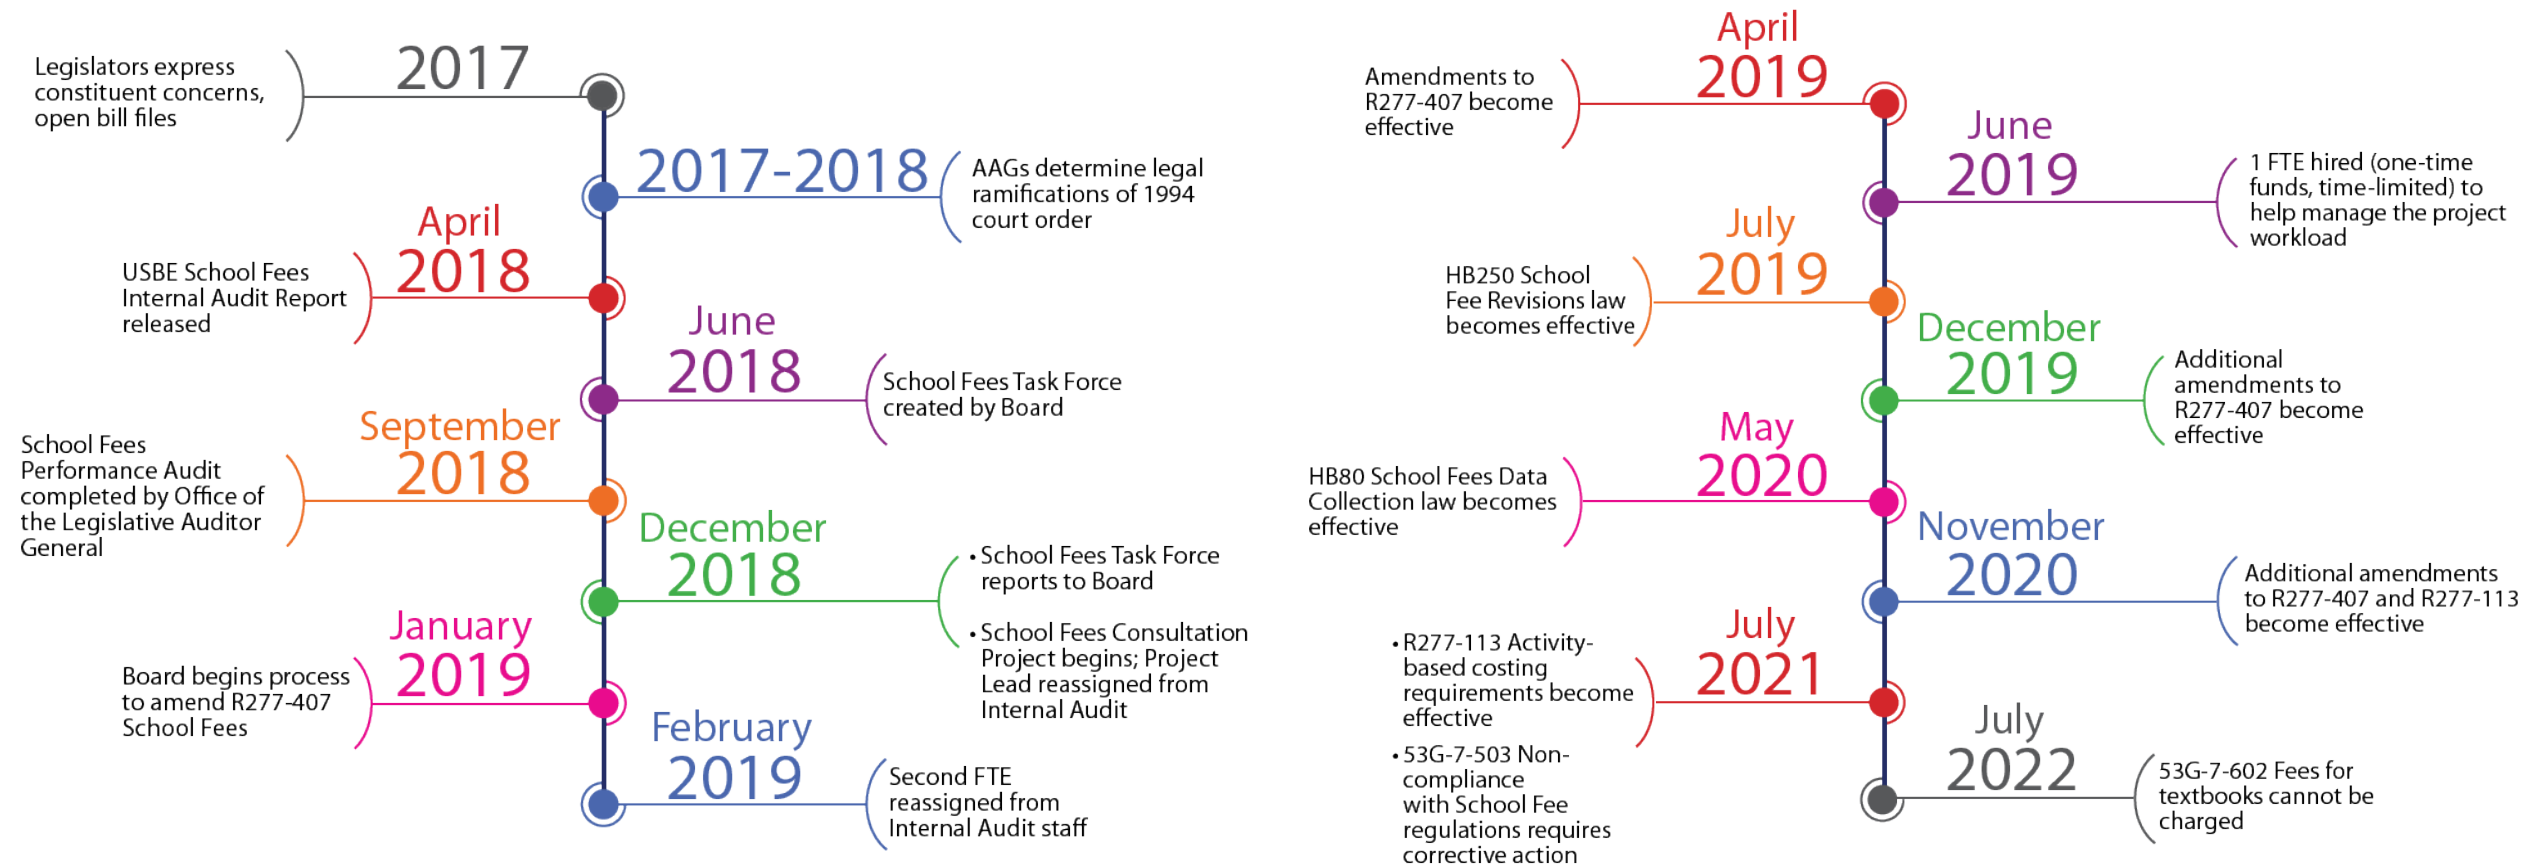 2017
Legislators express
constituent concerns,
open bill files
2017-2018
AAGs determine legal
ramifications of 1994
court order
April
2018
USBE School Fees
Internal Audit Report
released
June
2018
School Fees Task Force
created by Board
September
2018
School Fees
Performance Audit
completed by Office of
the Legislative Auditor
General
December
2018
• School Fees Task Force
reports to Board
• School Fees Consultation
Project begins; Project
Lead reassigned from
Internal Audit
January
2019
Board begins process
to amend R277-407
School Fees
February
2019
Second FTE
reassigned from
Internal Audit staff
April
2019
Amendments to
R277-407 become
effective
June
2019
1 FTE hired (one-time
funds, time-limited) to
help manage the project
workload
July
2019
HB250 School
Fee Revisions law
becomes effective
December
2019
Additional
amendments to
R277-407 become
effective
May
2020
HB80 School Fees Data
Collection law becomes
effective
November
2020
Additional amendments
to R277-407 and R277-113
become effective
July
2021
• R277-113 Activity-
based costing
requirements become
effective
• 53G-7-503 Non-
compliance
with School Fee
regulations requires
corrective action
July
2022
53G-7-602 Fees for
textbooks cannot be
charged